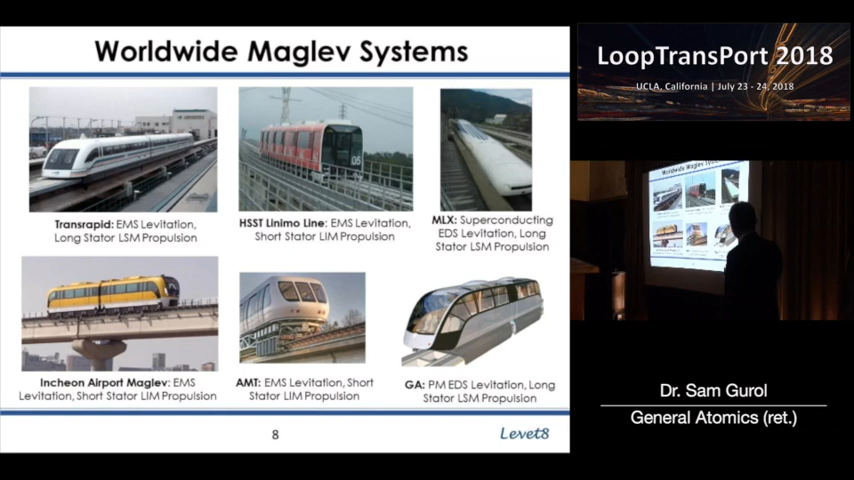 Worldwide Maglev Systems
Transrapid: EMS Levitation,
Long Stator LSM Propulsion
HSST Linimo Line: EMS Levitation,
Short Stator LIM Propulsion
MLX: Superconducting
EDS Levitation, Long
Stator LSM Propulsion
Incheon Airport Maglev: EMS
Levitation, Short Stator LIM Propulsion
AMT: EMS Levitation, Short
Stator LIM Propulsion
GA: PM EDS Levitation, Long
Stator LSM Propulsion
8
Levet8
LoopTransPort 2018
UCLA, California | July 23 - 24, 2018
Worldwide Maglev Syste
Dr. Sam Gurol
General Atomics (ret.)